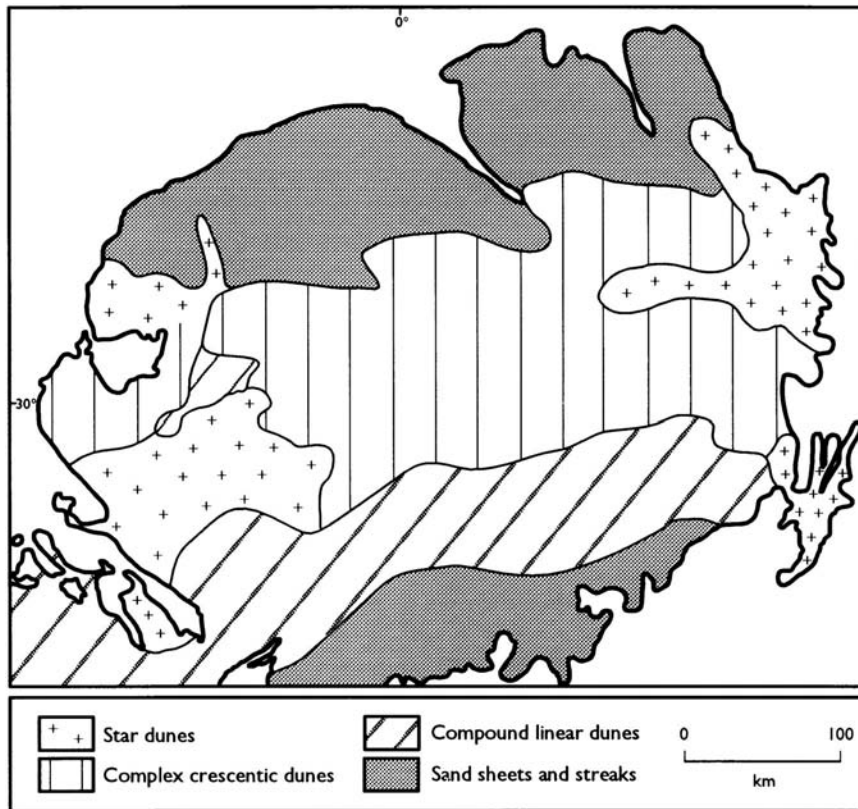 0°
30°
Star dunes
Complex crescentic dunes
Compound linear dunes
Sand sheets and streaks
0 100
km